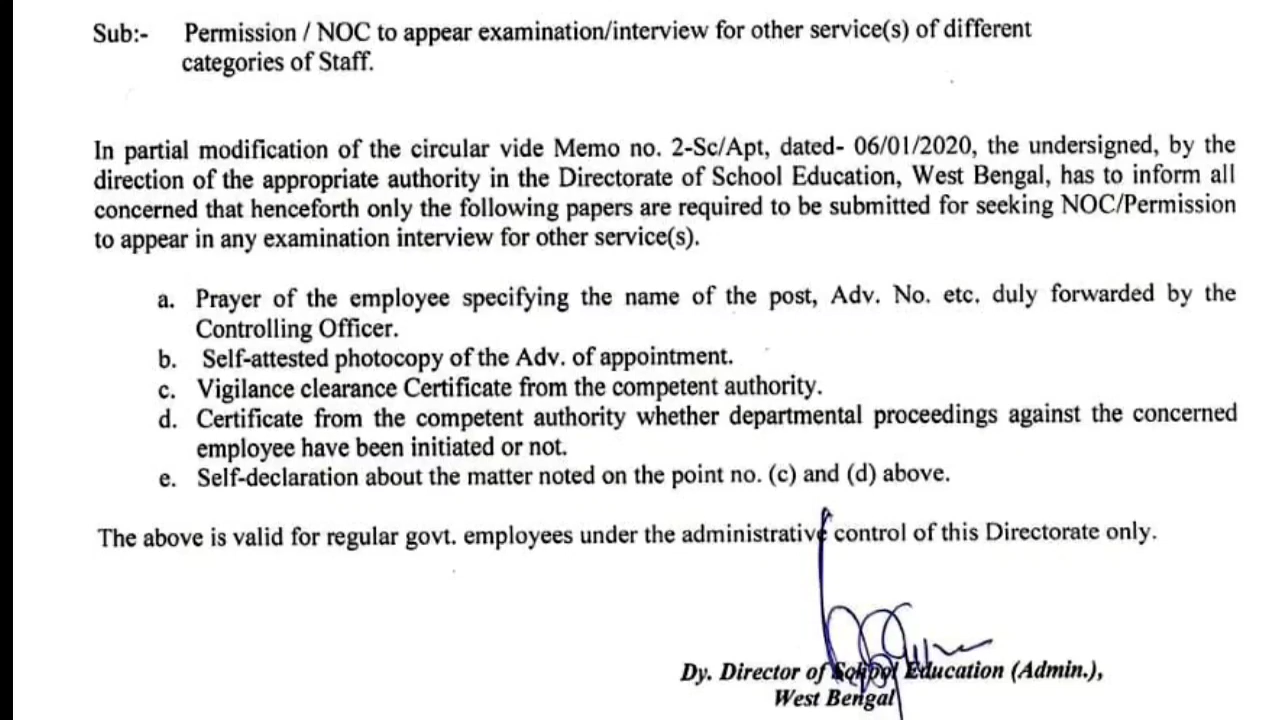 Sub:- Permission / NOC to appear examination/interview for other service(s) of different
categories of Staff.
In partial modification of the circular vide Memo no. 2-Sc/Apt, dated- 06/01/2020, the undersigned, by the
direction of the appropriate authority in the Directorate of School Education, West Bengal, has to inform all
concerned that henceforth only the following papers are required to be submitted for seeking NOC/Permission
to appear in any examination interview for other service(s).
a. Prayer of the employee specifying the name of the post, Adv. No. etc. duly forwarded by the
Controlling Officer.
b. Self-attested photocopy of the Adv. of appointment.
c. Vigilance clearance Certificate from the competent authority.
d. Certificate from the competent authority whether departmental proceedings against the concerned
employee have been initiated or not.
e. Self-declaration about the matter noted on the point no. (c) and (d) above.
The above is valid for regular govt. employees under the administrative control of this Directorate only.
Dy. Director of School Education (Admin.),
West Bengal